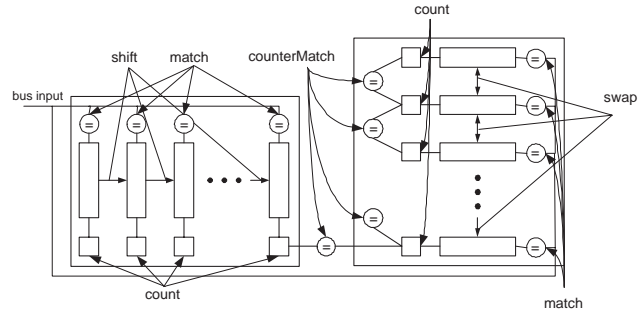 count
shift
match
counterMatch
bus input
swap
=
=
=
=
=
=
=
=
=
=
=
=
count
match